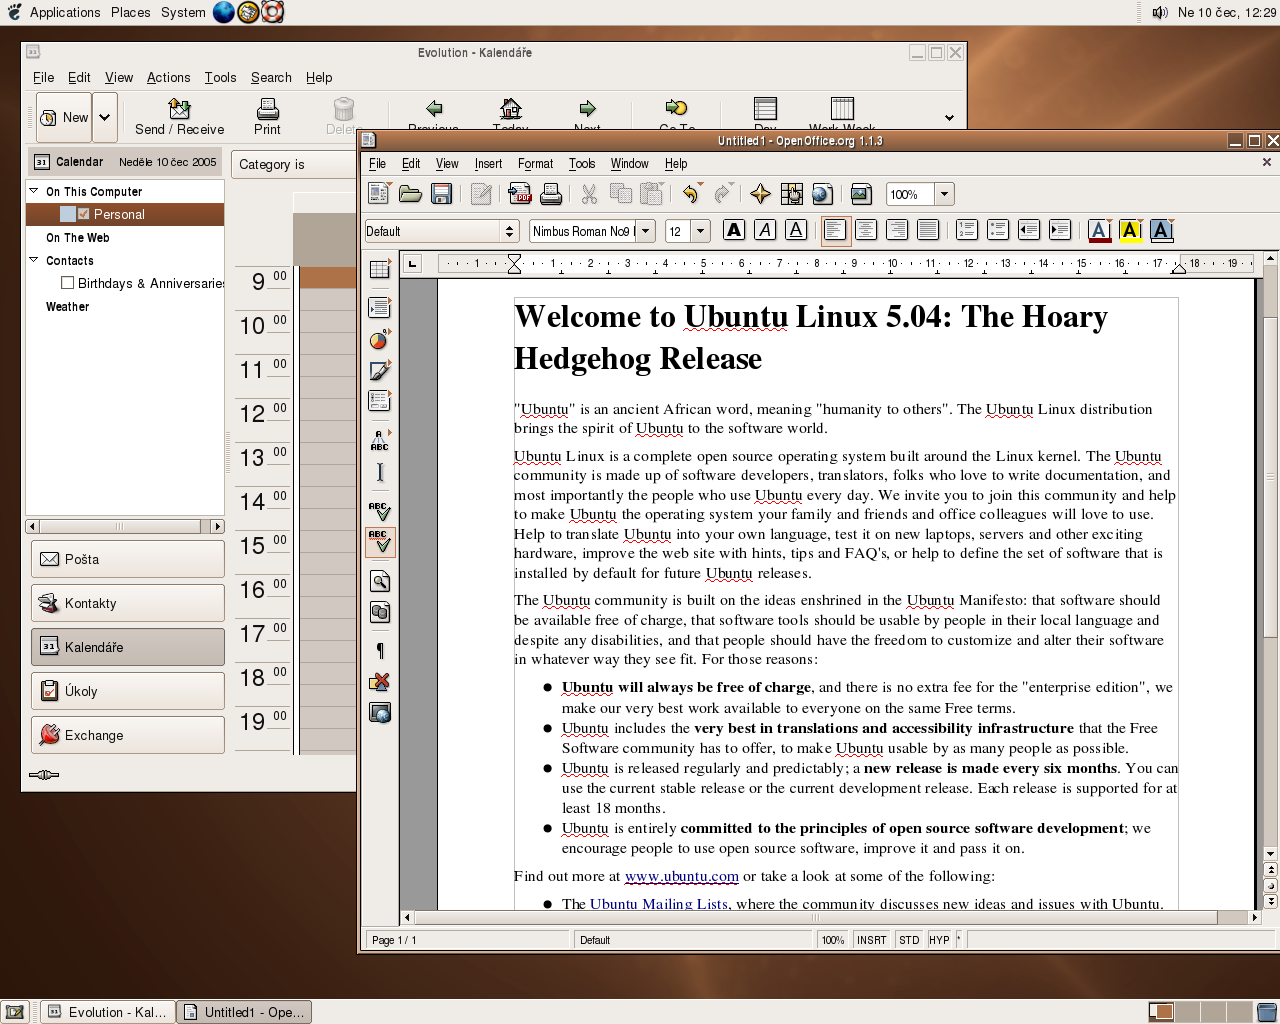 Applications Places System
Ne 10 čec, 12:29
Evolution - Kalendáře
File Edit View Actions Tools Search Help
New
Send / Receive
Print
Delete
Previous
Today
Next
Go To
Day
Work Week
Calendar Neděle 10 čec 2005
Category is
On This Computer
Personal
On The Web
Contacts
Birthdays & Anniversaries
Weather
9 00
10 00
11 00
12 00
13 00
14 00
15 00
16 00
17 00
18 00
19 00
Pošta
Kontakty
Kalendáře
Úkoly
Exchange
Untitled1 - OpenOffice.org 1.1.3
File Edit View Insert Format Tools Window Help
100%
Default
Nimbus Roman No9
12
1 1 2 3 4 5 6 7 8 9 10 11 12 13 14 15 16 17 18 19
Welcome to Ubuntu Linux 5.04: The Hoary
Hedgehog Release
"Ubuntu" is an ancient African word, meaning "humanity to others". The Ubuntu Linux distribution
brings the spirit of Ubuntu to the software world.
Ubuntu Linux is a complete open source operating system built around the Linux kernel. The Ubuntu
community is made up of software developers, translators, folks who love to write documentation, and
most importantly the people who use Ubuntu every day. We invite you to join this community and help
to make Ubuntu the operating system your family and friends and office colleagues will love to use.
Help to translate Ubuntu into your own language, test it on new laptops, servers and other exciting
hardware, improve the web site with hints, tips and FAQ's, or help to define the set of software that is
installed by default for future Ubuntu releases.
The Ubuntu community is built on the ideas enshrined in the Ubuntu Manifesto: that software should
be available free of charge, that software tools should be usable by people in their local language and
despite any disabilities, and that people should have the freedom to customize and alter their software
in whatever way they see fit. For those reasons:
● Ubuntu will always be free of charge, and there is no extra fee for the "enterprise edition", we
make our very best work available to everyone on the same Free terms.
● Ubuntu includes the very best in translations and accessibility infrastructure that the Free
Software community has to offer, to make Ubuntu usable by as many people as possible.
● Ubuntu is released regularly and predictably; a new release is made every six months. You can
use the current stable release or the current development release. Each release is supported for at
least 18 months.
● Ubuntu is entirely committed to the principles of open source software development; we
encourage people to use open source software, improve it and pass it on.
Find out more at www.ubuntu.com or take a look at some of the following:
● The Ubuntu Mailing Lists, where the community discusses new ideas and issues with Ubuntu.
Page 1 / 1 Default 100% INSRT STD HYP *
Evolution - Kal...
Untitled1 - Ope...